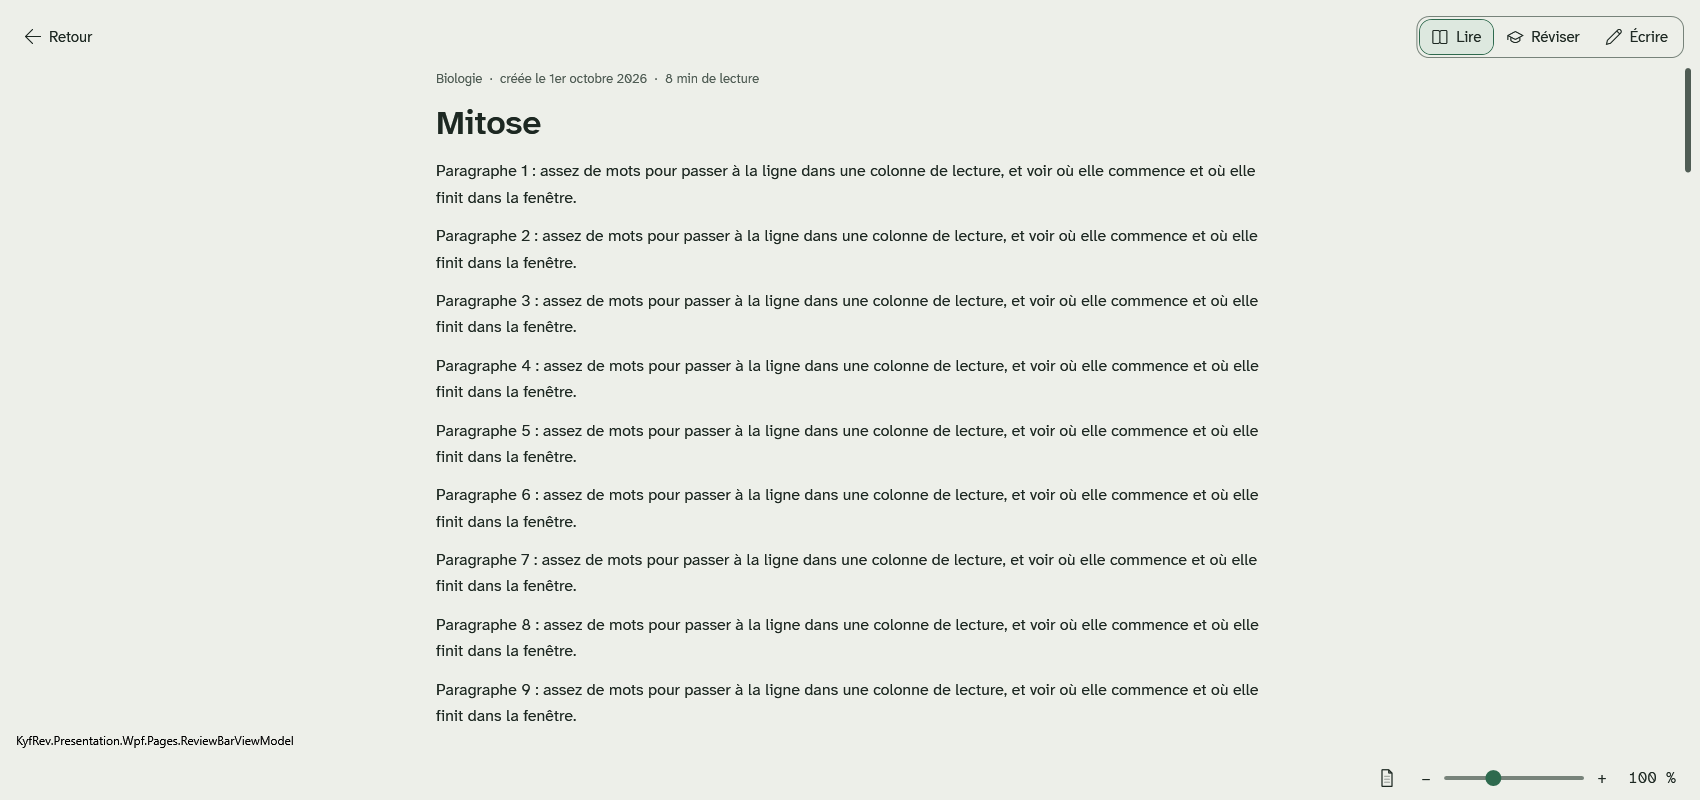 Retour
Lire
Réviser
Écrire
Biologie · créée le 1er octobre 2026 · 8 min de lecture
Mitose
Paragraphe 1 : assez de mots pour passer à la ligne dans une colonne de lecture, et voir où elle commence et où elle
finit dans la fenêtre.
Paragraphe 2 : assez de mots pour passer à la ligne dans une colonne de lecture, et voir où elle commence et où elle
finit dans la fenêtre.
Paragraphe 3 : assez de mots pour passer à la ligne dans une colonne de lecture, et voir où elle commence et où elle
finit dans la fenêtre.
Paragraphe 4 : assez de mots pour passer à la ligne dans une colonne de lecture, et voir où elle commence et où elle
finit dans la fenêtre.
Paragraphe 5 : assez de mots pour passer à la ligne dans une colonne de lecture, et voir où elle commence et où elle
finit dans la fenêtre.
Paragraphe 6 : assez de mots pour passer à la ligne dans une colonne de lecture, et voir où elle commence et où elle
finit dans la fenêtre.
Paragraphe 7 : assez de mots pour passer à la ligne dans une colonne de lecture, et voir où elle commence et où elle
finit dans la fenêtre.
Paragraphe 8 : assez de mots pour passer à la ligne dans une colonne de lecture, et voir où elle commence et où elle
finit dans la fenêtre.
Paragraphe 9 : assez de mots pour passer à la ligne dans une colonne de lecture, et voir où elle commence et où elle
finit dans la fenêtre.
KyfRev.Presentation.Wpf.Pages.ReviewBarViewModel
− + 100 %